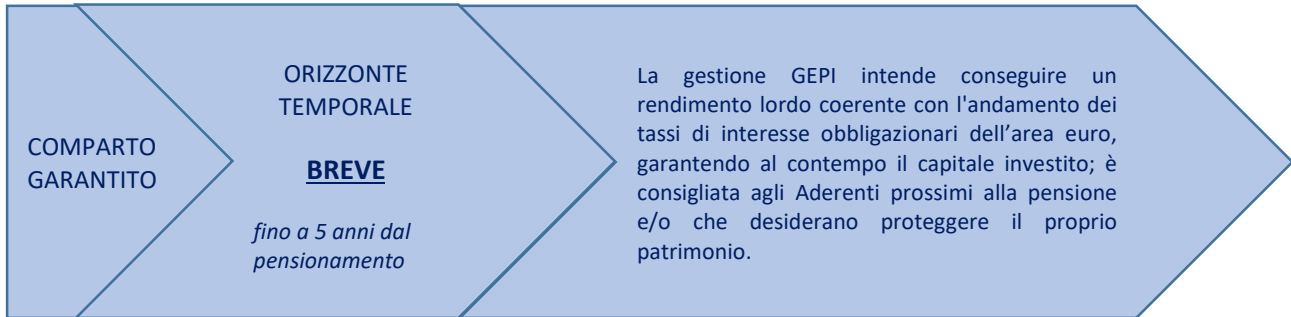 COMPARTO
GARANTITO
ORIZZONTE
TEMPORALE
BREVE
fino a 5 anni dal
pensionamento
La gestione GEPI intende conseguire un
rendimento lordo coerente con l'andamento dei
tassi di interesse obbligazionari dell’area euro,
garantendo al contempo il capitale investito; è
consigliata agli Aderenti prossimi alla pensione
e/o che desiderano proteggere il proprio
patrimonio.